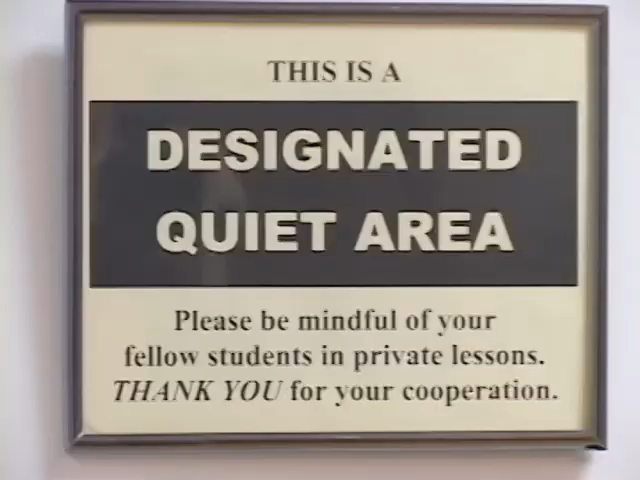 THIS IS A
DESIGNATED
QUIET AREA
Please be mindful of your
fellow students in private lessons.
THANK YOU for your cooperation.